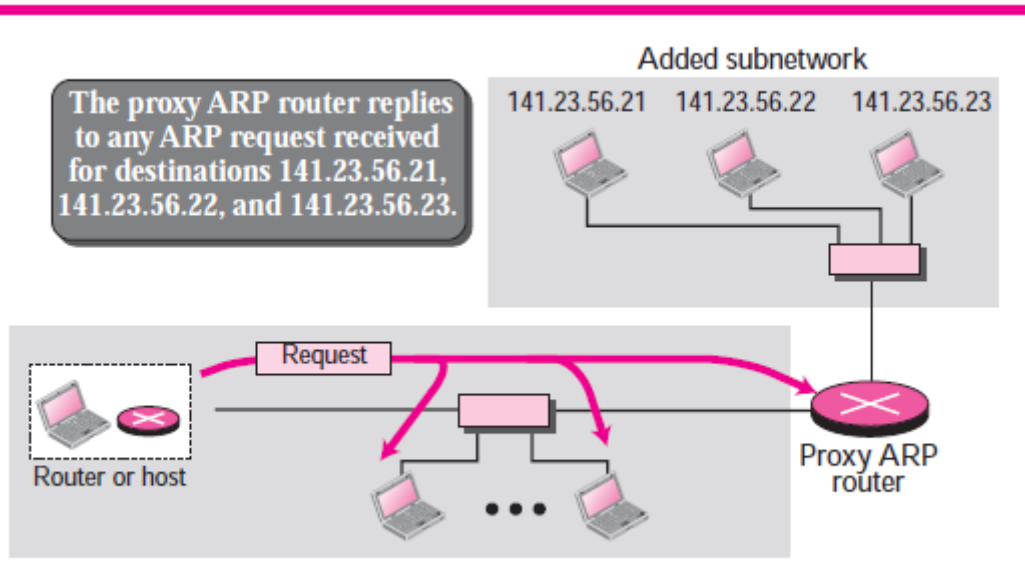 Added subnetwork
The proxy ARP router replies
to any ARP request received
for destinations 141.23.56.21,
141.23.56.22, and 141.23.56.23.
141.23.56.21 141.23.56.22 141.23.56.23
Request
Router or host
Proxy ARP
router